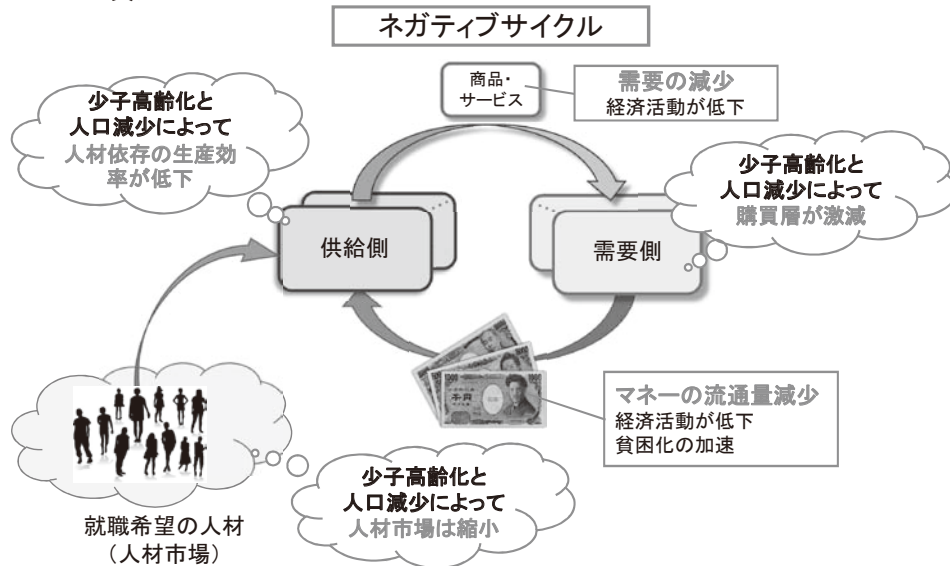 ネガティブサイクル
商品・
サービス
需要の減少
経済活動が低下
少子高齢化と
人口減少によって
人材依存の生産効
率が低下
少子高齢化と
人口減少によって
購買層が激減
供給側
需要側
マネーの流通量減少
経済活動が低下
貧困化の加速
少子高齢化と
人口減少によって
人材市場は縮小
就職希望の人材
（人材市場）